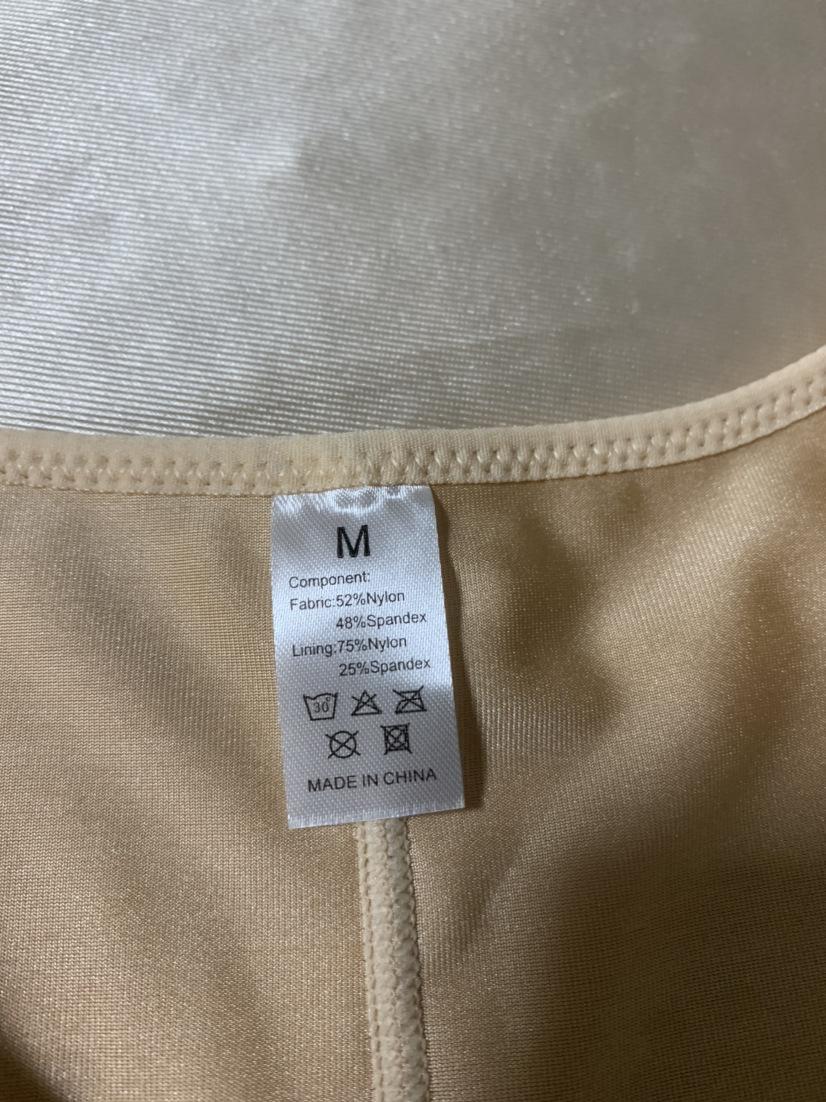 M
Component:
Fabric:52%Nylon
48%Spandex
Lining:75%Nylon
25%Spandex
30°
MADE IN CHINA